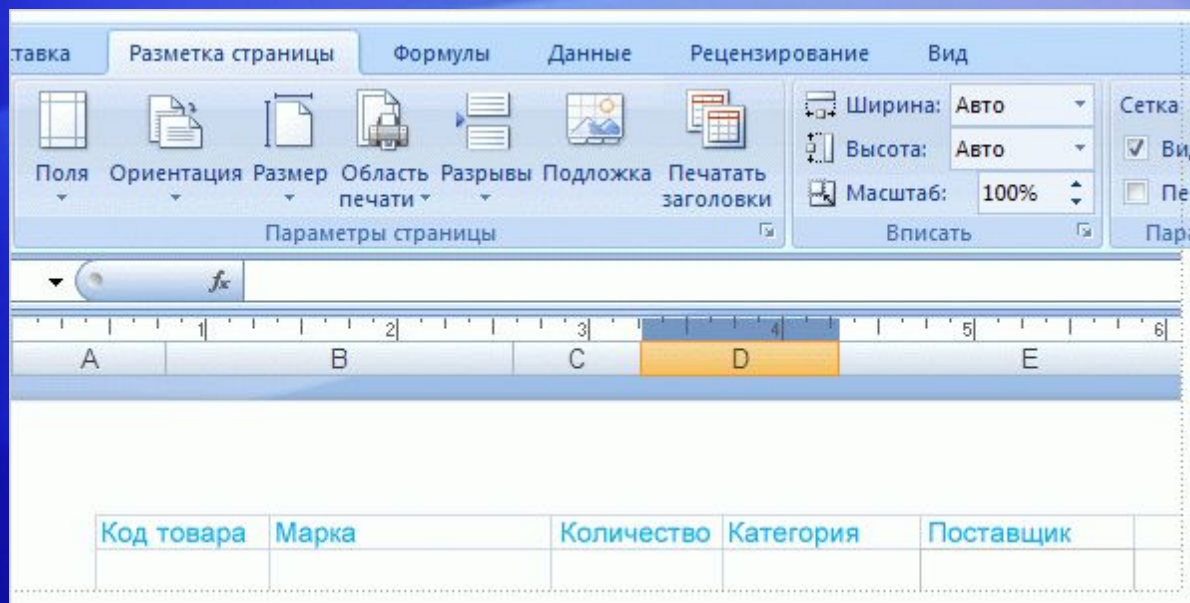 тавка Разметка страницы Формулы Данные Рецензирование Вид
Ширина: Авто Сетка
Высота: Авто Ви
Поля Ориентация Размер Область печати Разрывы Подложка Печатать заголовки
Масштаб: 100% Пе
Параметры страницы Вписать Пара
fx
1 2 3 4 5 6
A B C D E
Код товара Марка Количество Категория Поставщик